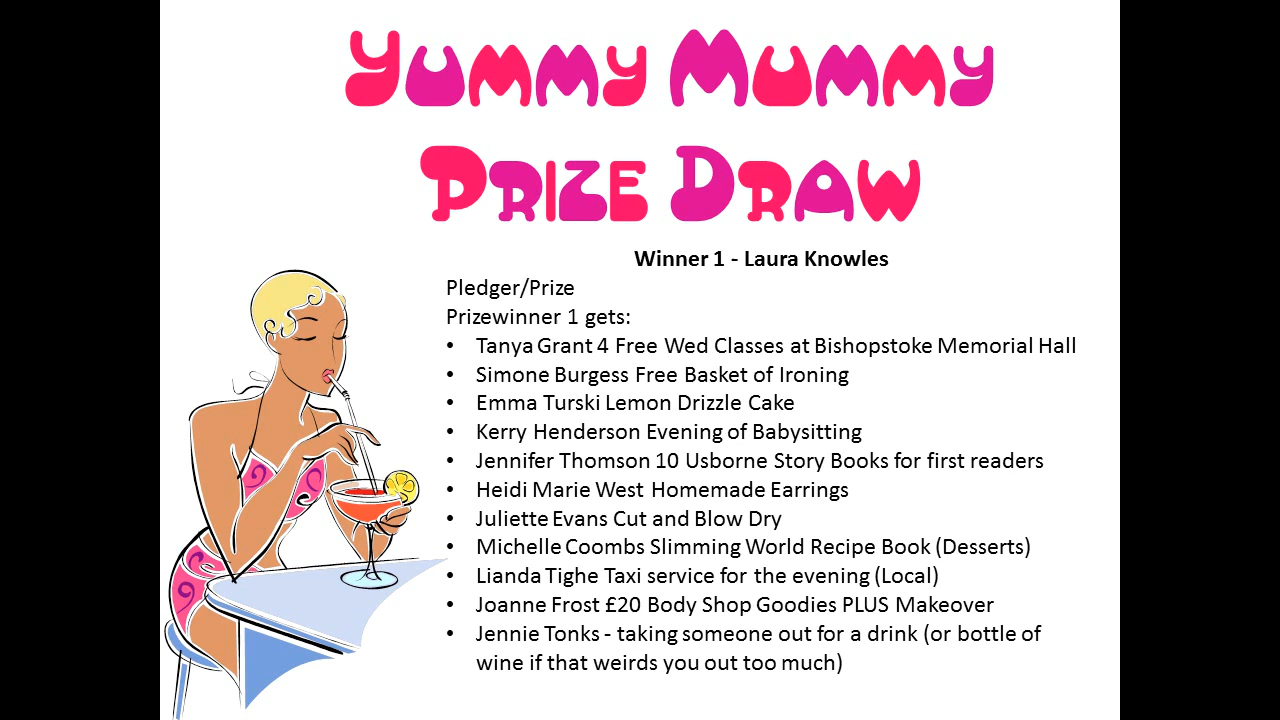 Yummy Mummy
Prize Draw
Winner 1 - Laura Knowles
Pledger/Prize
Prizewinner 1 gets:
• Tanya Grant 4 Free Wed Classes at Bishopstoke Memorial Hall
• Simone Burgess Free Basket of Ironing
• Emma Turski Lemon Drizzle Cake
• Kerry Henderson Evening of Babysitting
• Jennifer Thomson 10 Usborne Story Books for first readers
• Heidi Marie West Homemade Earrings
• Juliette Evans Cut and Blow Dry
• Michelle Coombs Slimming World Recipe Book (Desserts)
• Lianda Tighe Taxi service for the evening (Local)
• Joanne Frost £20 Body Shop Goodies PLUS Makeover
• Jennie Tonks - taking someone out for a drink (or bottle of
wine if that weirds you out too much)